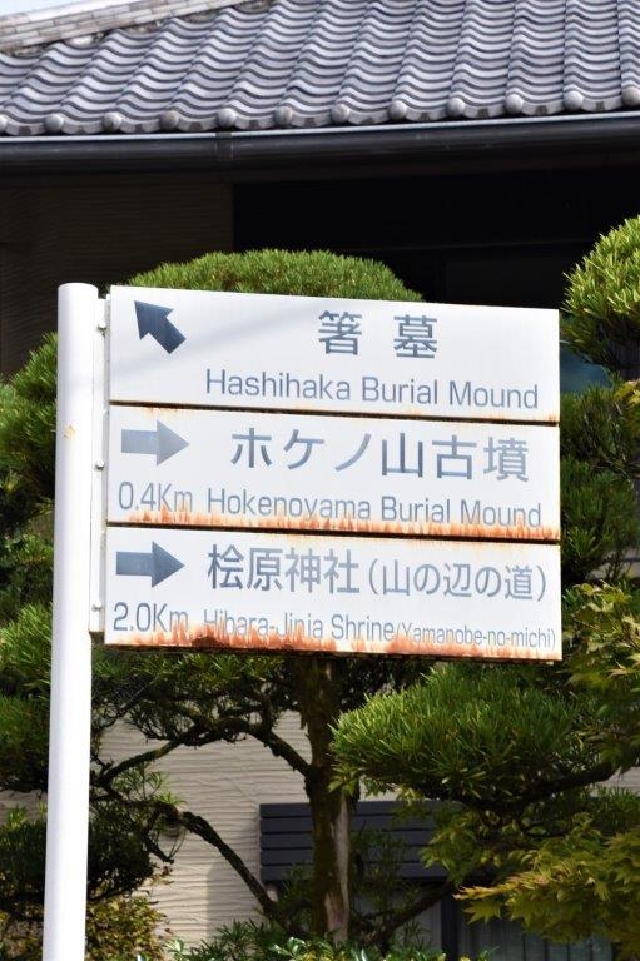 箸墓
Hashihaka Burial Mound
ホケノ山古墳
0.4Km Hokenoyama Burial Mound
桧原神社(山の辺の道)
2.0Km Hibara-Jinja Shrine(Yamanobe-no-michi)